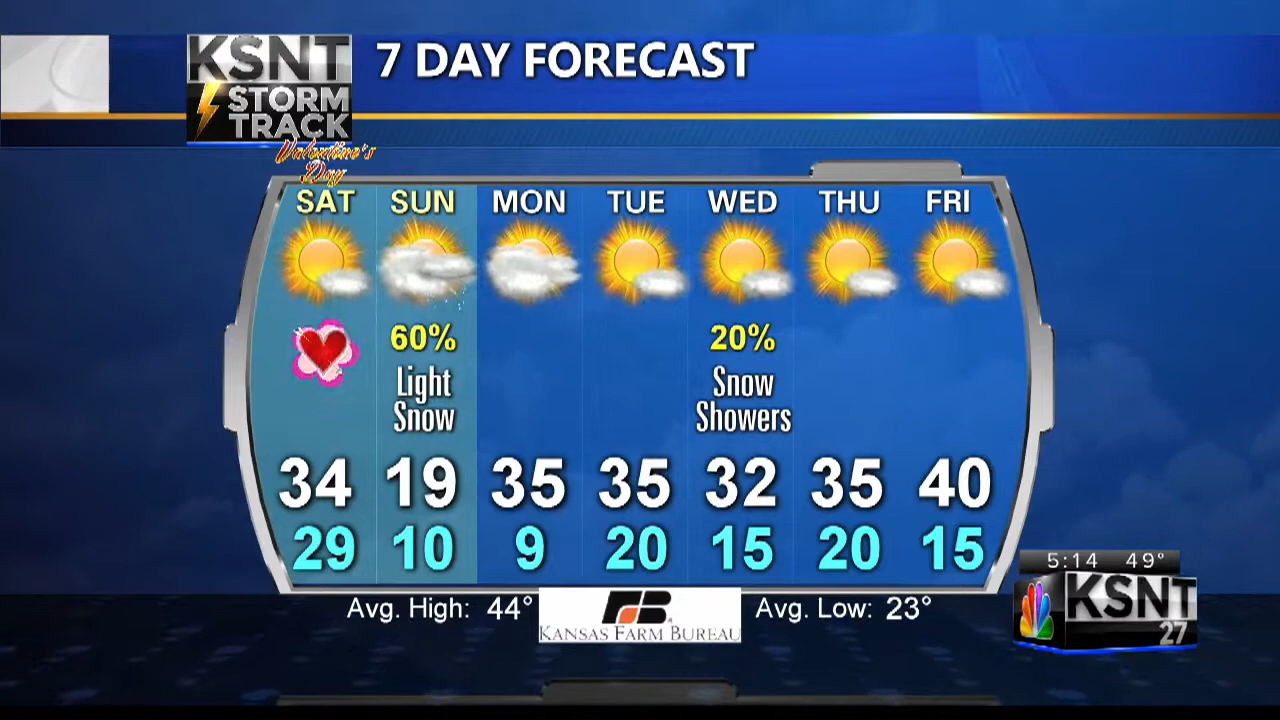 KSNT
STORM
TRACK
7 DAY FORECAST
Valentine's
Day
SAT SUN MON TUE WED THU FRI
60% 20%
Light Snow
Snow Showers
34 19 35 35 32 35 40
29 10 9 20 15 20 15
5:14 49°
KSNT
27
Avg. High: 44° Avg. Low: 23°
FB
KANSAS FARM BUREAU